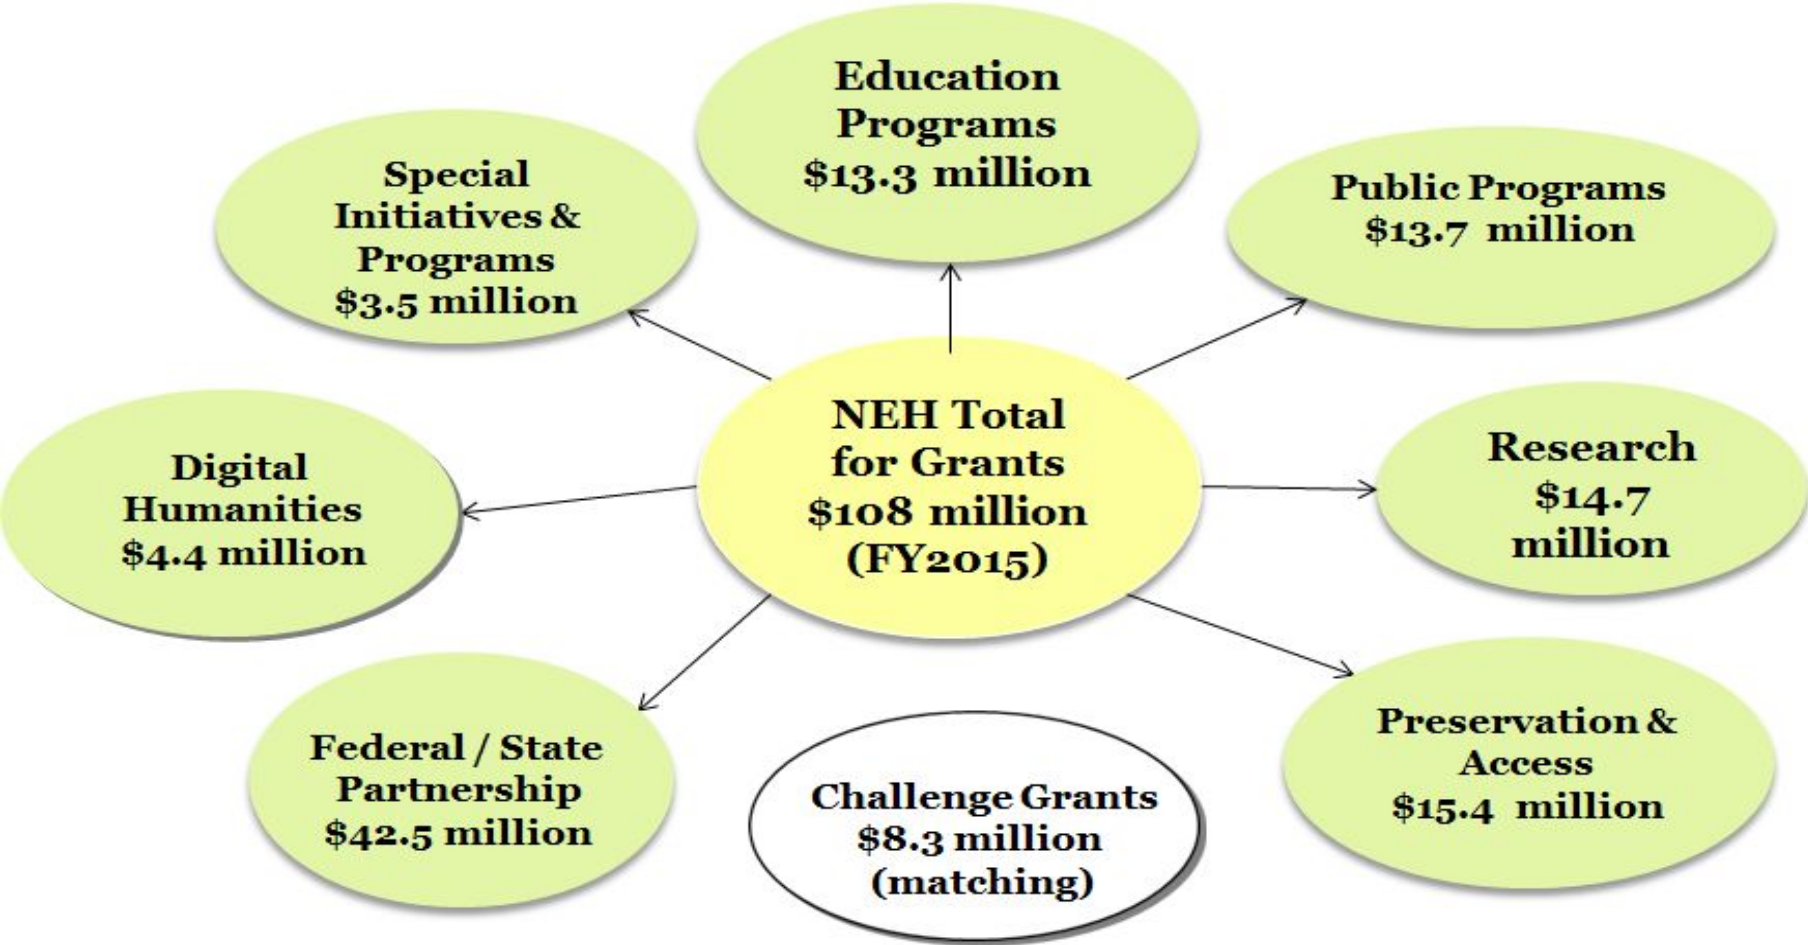 Education
Programs
$13.3 million
Special
Initiatives &
Programs
$3.5 million
Public Programs
$13.7 million
NEH Total
for Grants
$108 million
(FY2015)
Research
$14.7
million
Digital
Humanities
$4.4 million
Federal / State
Partnership
$42.5 million
Challenge Grants
$8.3 million
(matching)
Preservation &
Access
$15.4 million